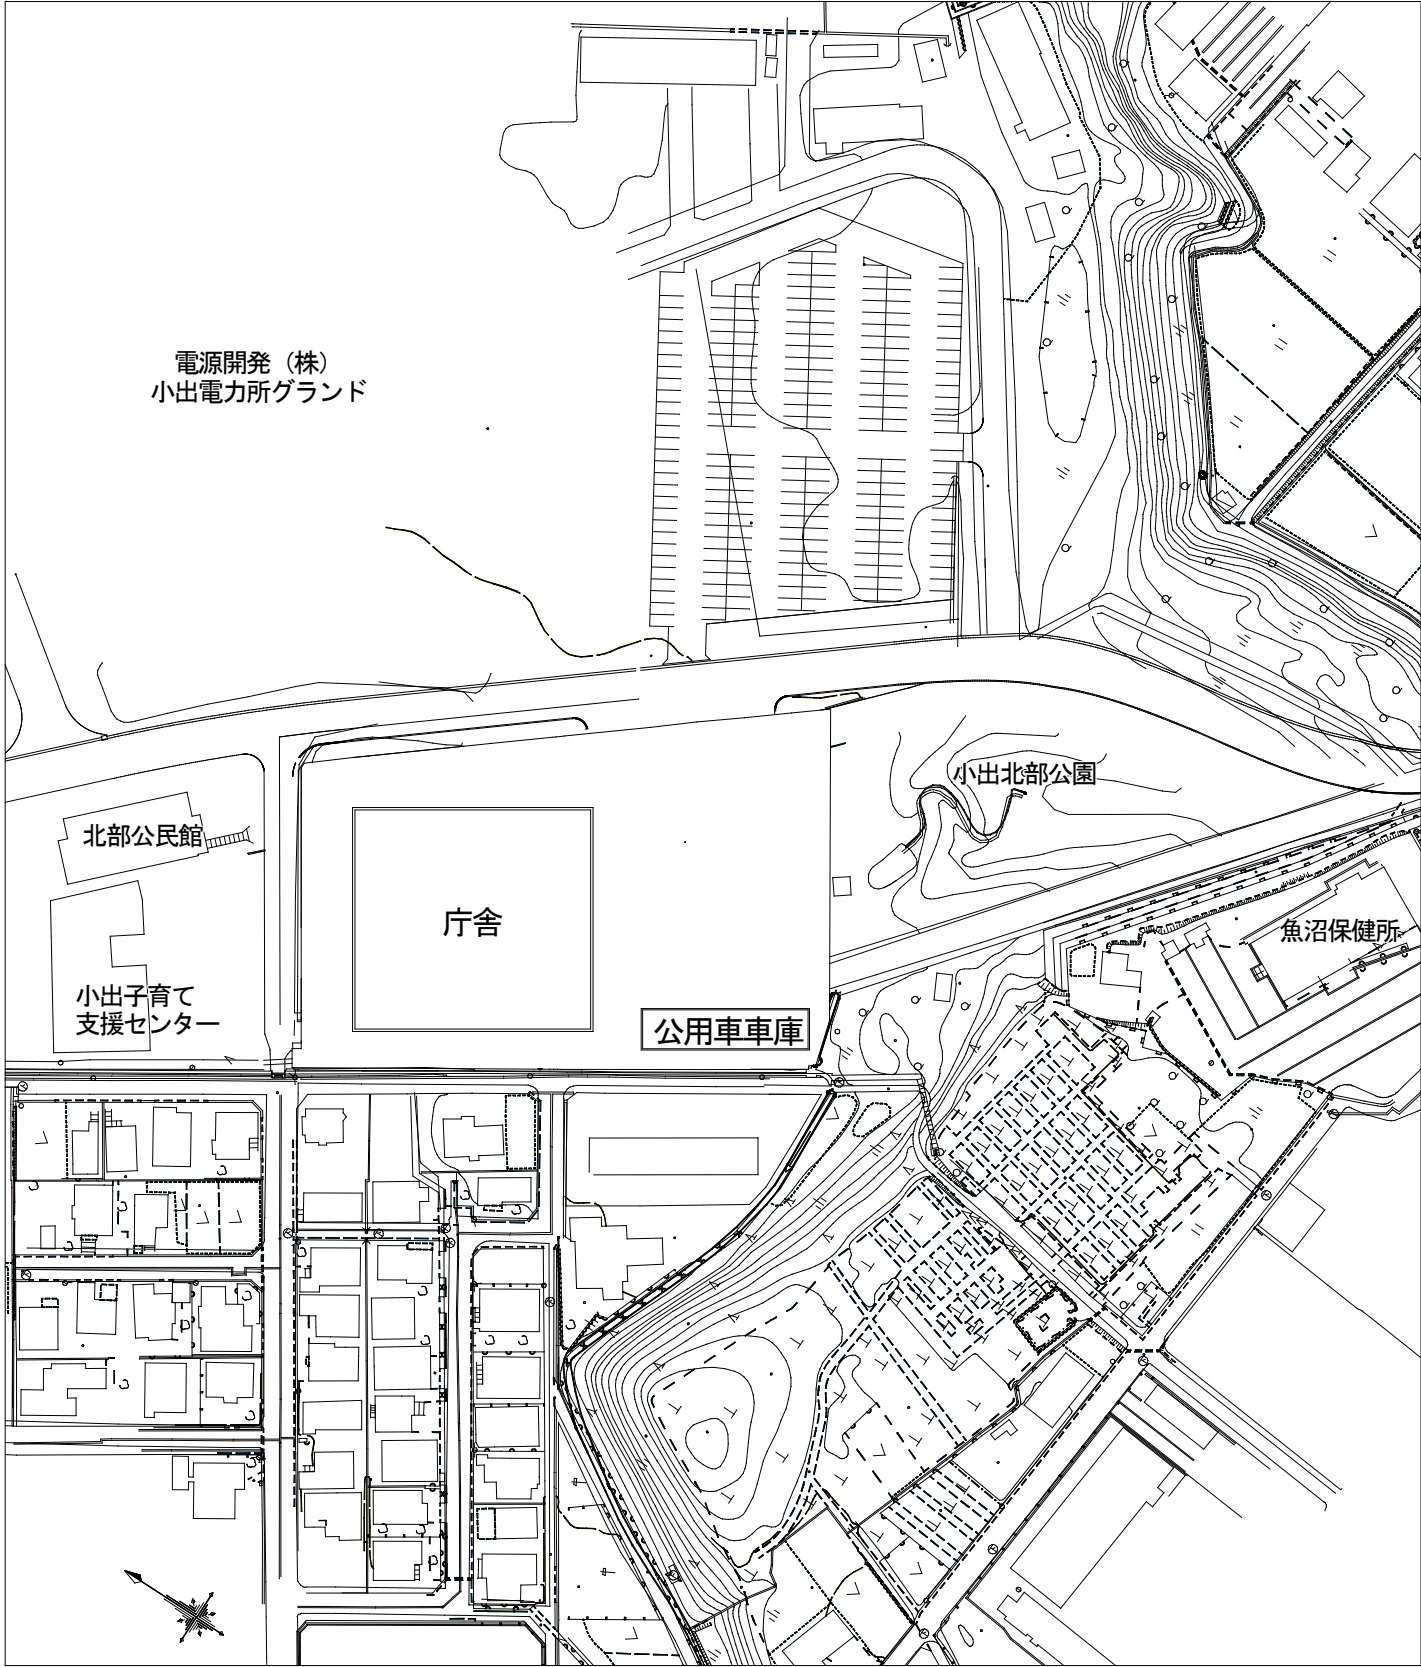 電源開発（株）
小出電力所グランド
小出北部公園
北部公民館
庁舎
魚沼保健所
小出子育て
支援センター
公用車車庫